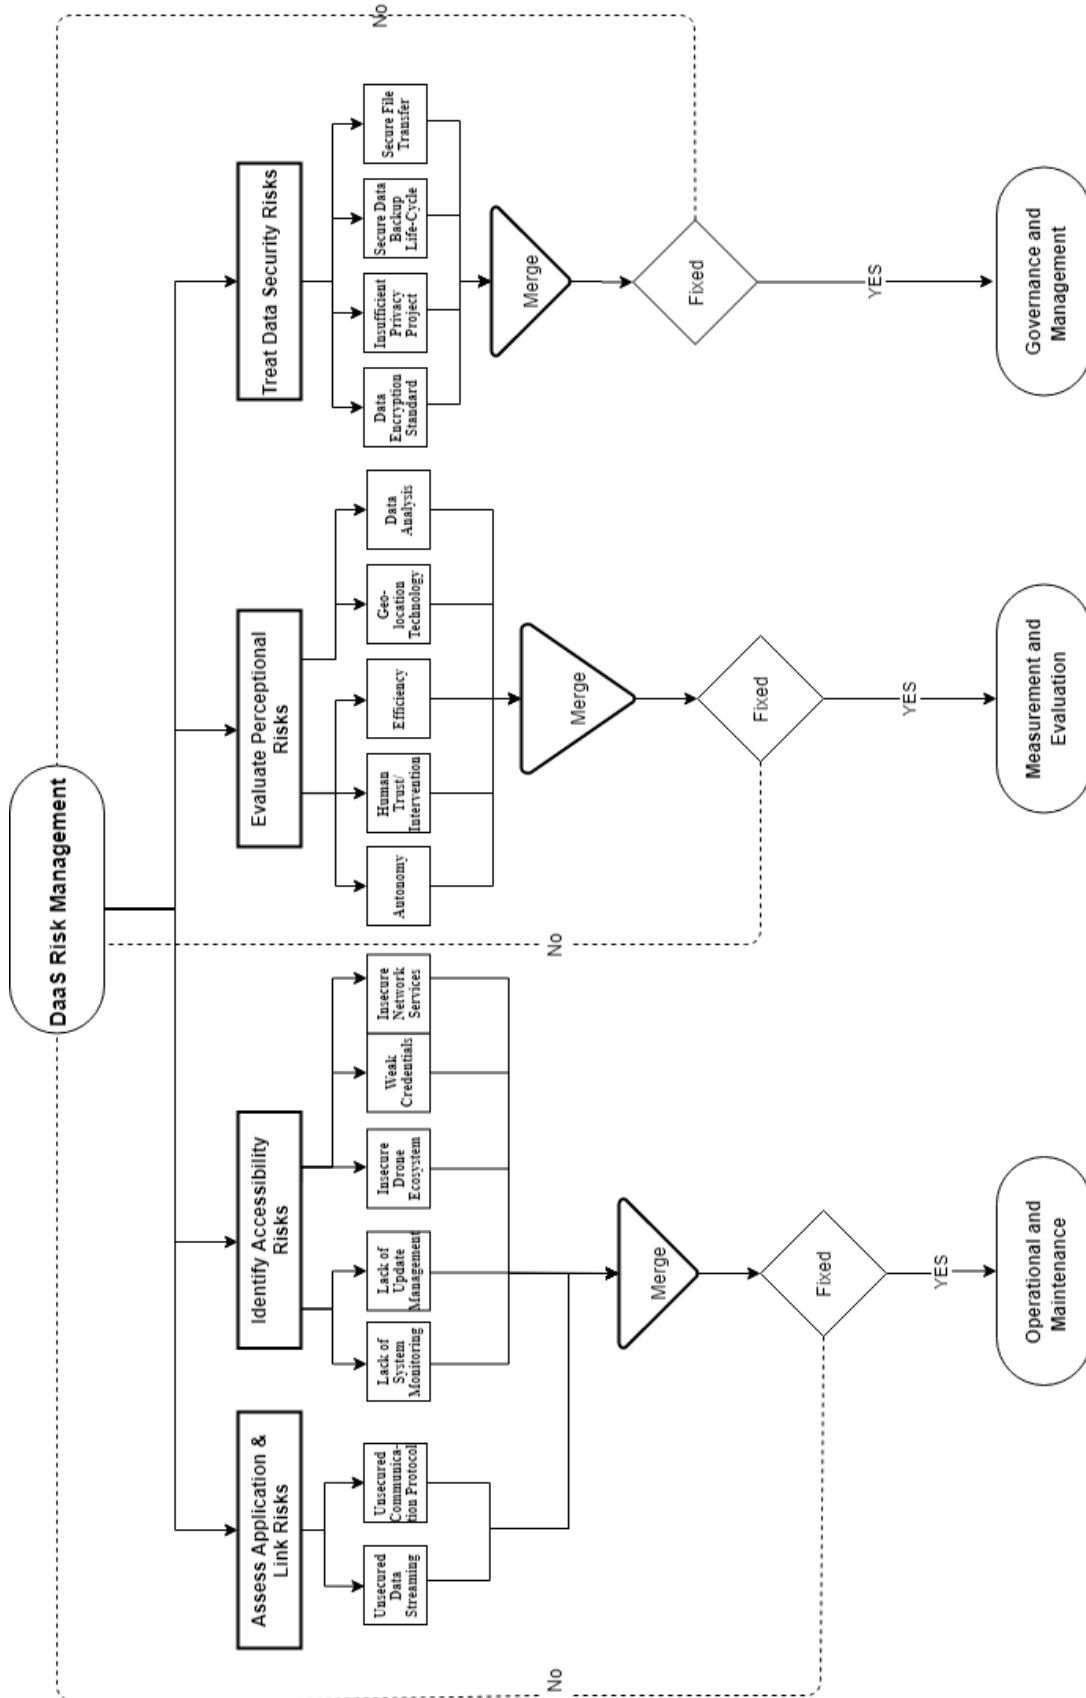 DaaS Risk Management
Assess Application &
Link Risks
Identify Accessibility
Risks
Evaluate Perceptional
Risks
Treat Data Security Risks
Unsecured
Data
Streaming
Unsecured
Communica-
tion Protocol
Lack of
System
Monitoring
Lack of
Update
Management
Insecure
Drone
Ecosystem
Weak
Credentials
Insecure
Network
Services
Autonomy
Human
Trust/
Intervention
Efficiency
Geo-
location
Technology
Data
Analysis
Data
Encryption
Standard
Insufficient
Privacy
Project
Secure Data
Backup
Life-Cycle
Secure File
Transfer
Merge
Merge
Merge
Fixed
Fixed
Fixed
No
No
No
YES
YES
YES
Operational and
Maintenance
Measurement and
Evaluation
Governance and
Management